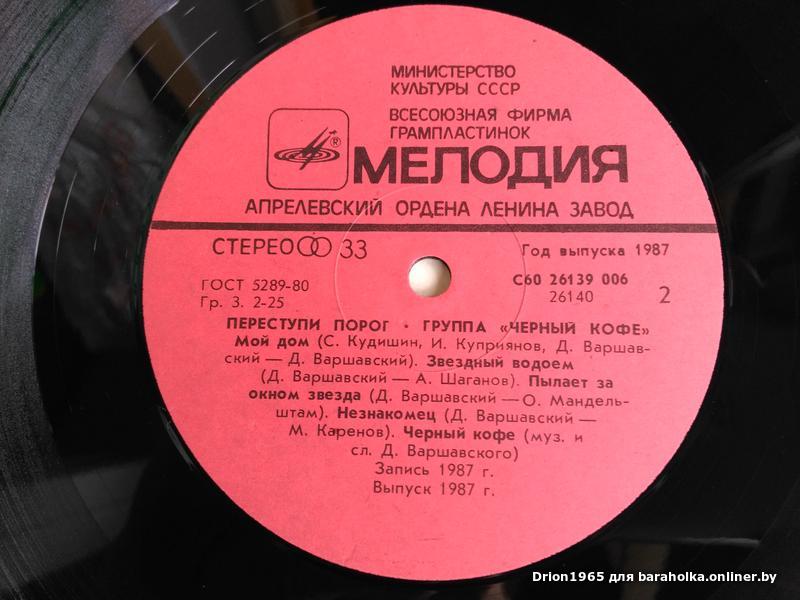 МИНИСТЕРСТВО
КУЛЬТУРЫ СССР
ВСЕСОЮЗНАЯ ФИРМА
ГРАМПЛАСТИНОК
®
МЕЛОДИЯ
АПРЕЛЕВСКИЙ ОРДЕНА ЛЕНИНА ЗАВОД
СТЕРЕО 33
Год выпуска 1987
ГОСТ 5289-80
Гр. 3. 2-25
С60 26139 006
26140
2
ПЕРЕСТУПИ ПОРОГ · ГРУППА «ЧЕРНЫЙ КОФЕ»
Мой дом (С. Кудишин, И. Куприянов, Д. Варшав-
ский — Д. Варшавский). Звездный водоем
(Д. Варшавский — А. Шаганов). Пылает за
окном звезда (Д. Варшавский — О. Мандель-
штам). Незнакомец (Д. Варшавский —
М. Каренов). Черный кофе (муз. и
сл. Д. Варшавского)
Запись 1987 г.
Выпуск 1987 г.
Drion1965 для baraholka.onliner.by